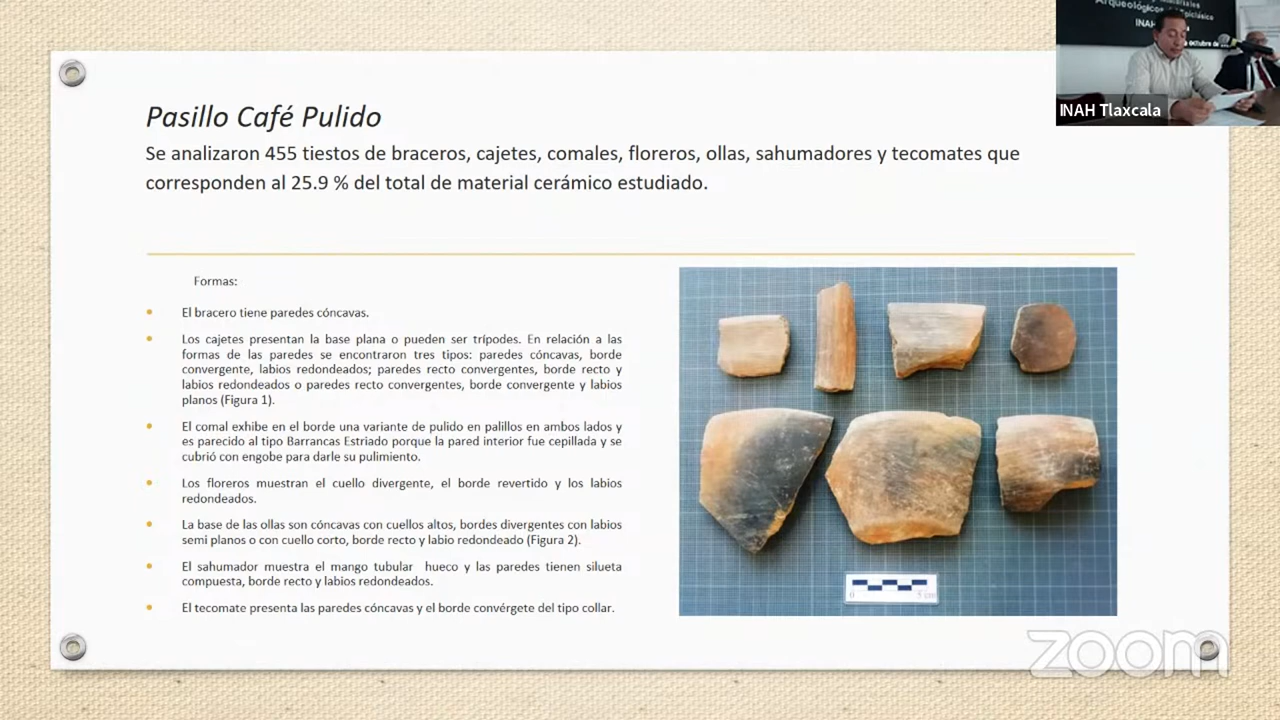 Arqueológicos del Epiclásico
INAH
octubre de
INAH Tlaxcala
Pasillo Café Pulido
Se analizaron 455 tiestos de braceros, cajetes, comales, floreros, ollas, sahumadores y tecomates que
corresponden al 25.9 % del total de material cerámico estudiado.
Formas:
El bracero tiene paredes cóncavas.
Los cajetes presentan la base plana o pueden ser trípodes. En relación a las
formas de las paredes se encontraron tres tipos: paredes cóncavas, borde
convergente, labios redondeados; paredes recto convergentes, borde recto y
labios redondeados o paredes recto convergentes, borde convergente y labios
planos (Figura 1).
El comal exhibe en el borde una variante de pulido en palillos en ambos lados y
es parecido al tipo Barrancas Estriado porque la pared interior fue cepillada y se
cubrió con engobe para darle su pulimiento.
Los floreros muestran el cuello divergente, el borde revertido y los labios
redondeados.
La base de las ollas son cóncavas con cuellos altos, bordes divergentes con labios
semi planos o con cuello corto, borde recto y labio redondeado (Figura 2).
El sahumador muestra el mango tubular hueco y las paredes tienen silueta
compuesta, borde recto y labios redondeados.
El tecomate presenta las paredes cóncavas y el borde convérgete del tipo collar.
0 5 cm
zoom